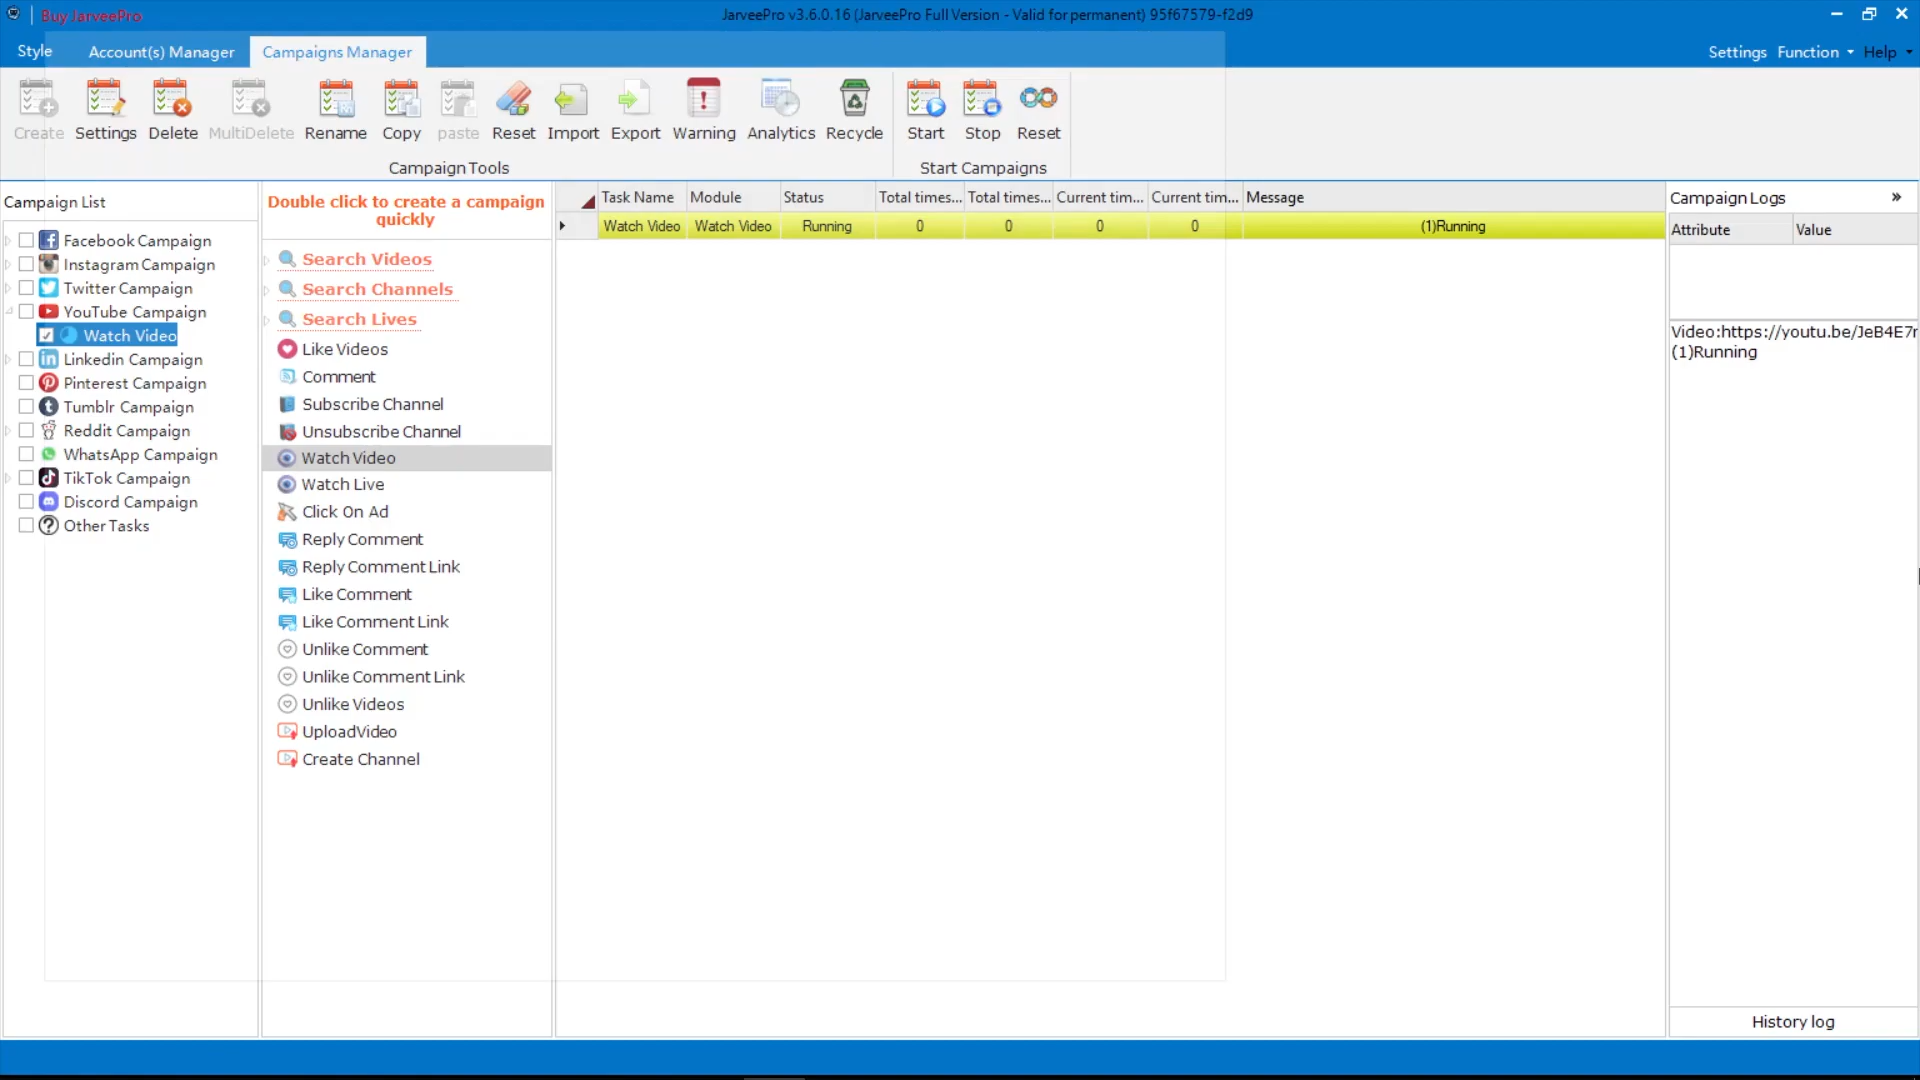 Buy JarveePro
JarveePro v3.6.0.16 (JarveePro Full Version - Valid for permanent) 95f67579-f2d9
Style Account(s) Manager Campaigns Manager Settings Function Help
Create Settings Delete MultiDelete Rename Copy paste Reset Import Export Warning Analytics Recycle Start Stop Reset
Campaign Tools Start Campaigns
Campaign List
Facebook Campaign
Instagram Campaign
Twitter Campaign
YouTube Campaign
Watch Video
Linkedin Campaign
Pinterest Campaign
Tumblr Campaign
Reddit Campaign
WhatsApp Campaign
TikTok Campaign
Discord Campaign
Other Tasks
Double click to create a campaign
quickly
Search Videos
Search Channels
Search Lives
Like Videos
Comment
Subscribe Channel
Unsubscribe Channel
Watch Video
Watch Live
Click On Ad
Reply Comment
Reply Comment Link
Like Comment
Like Comment Link
Unlike Comment
Unlike Comment Link
Unlike Videos
UploadVideo
Create Channel
Task Name Module Status Total times... Total times... Current tim... Current tim... Message
Watch Video Watch Video Running 0 0 0 0 (1)Running
Campaign Logs »
Attribute Value
Video:https://youtu.be/JeB4E7r
(1)Running
History log